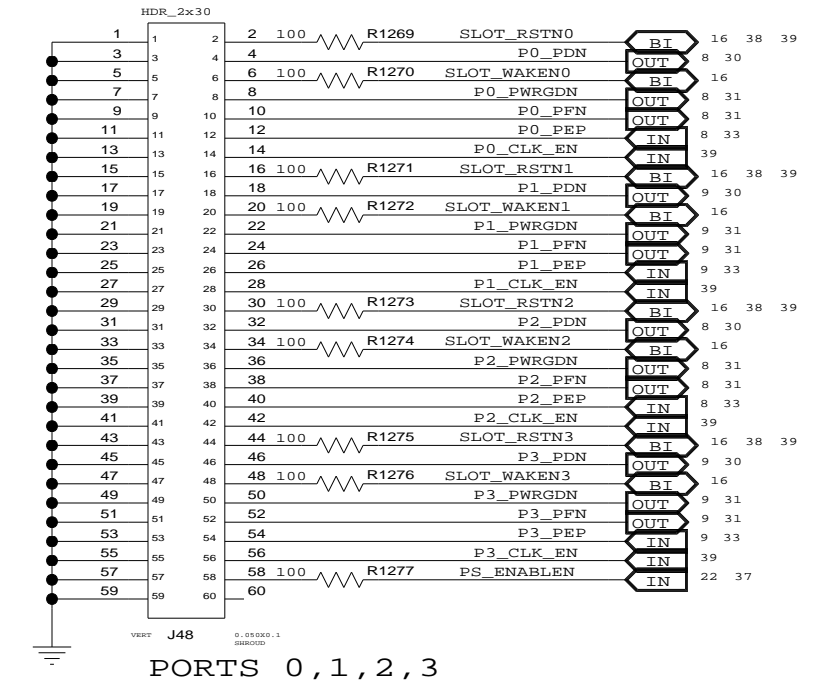 HDR_2x30
1 1 2 2 100 R1269 SLOT_RSTN0 BI 16 38 39
3 3 4 4 P0_PDN OUT 8 30
5 5 6 6 100 R1270 SLOT_WAKEN0 BI 16
7 7 8 8 P0_PWRGDN OUT 8 31
9 9 10 10 P0_PFN OUT 8 31
11 11 12 12 P0_PEP IN 8 33
13 13 14 14 P0_CLK_EN IN 39
15 15 16 16 100 R1271 SLOT_RSTN1 BI 16 38 39
17 17 18 18 P1_PDN OUT 9 30
19 19 20 20 100 R1272 SLOT_WAKEN1 BI 16
21 21 22 22 P1_PWRGDN OUT 9 31
23 23 24 24 P1_PFN OUT 9 31
25 25 26 26 P1_PEP IN 9 33
27 27 28 28 P1_CLK_EN IN 39
29 29 30 30 100 R1273 SLOT_RSTN2 BI 16 38 39
31 31 32 32 P2_PDN OUT 8 30
33 33 34 34 100 R1274 SLOT_WAKEN2 BI 16
35 35 36 36 P2_PWRGDN OUT 8 31
37 37 38 38 P2_PFN OUT 8 31
39 39 40 40 P2_PEP IN 8 33
41 41 42 42 P2_CLK_EN IN 39
43 43 44 44 100 R1275 SLOT_RSTN3 BI 16 38 39
45 45 46 46 P3_PDN OUT 9 30
47 47 48 48 100 R1276 SLOT_WAKEN3 BI 16
49 49 50 50 P3_PWRGDN OUT 9 31
51 51 52 52 P3_PFN OUT 9 31
53 53 54 54 P3_PEP IN 9 33
55 55 56 56 P3_CLK_EN IN 39
57 57 58 58 100 R1277 PS_ENABLEN IN 22 37
59 59 60 60
VERT J48 0.050X0.1
SHROUD
PORTS 0,1,2,3